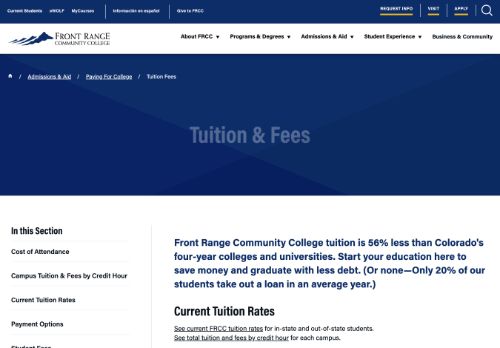 Current Students eWOLF MyCourses Información en español Give to FRCC REQUEST INFO VISIT APPLY
FRONT RANGE
COMMUNITY COLLEGE
About FRCC ▼ Programs & Degrees ▼ Admissions & Aid ▼ Student Experience ▼ Business & Community
/ Admissions & Aid / Paying For College / Tuition Fees
Tuition & Fees
In this Section
Cost of Attendance
Campus Tuition & Fees by Credit Hour
Current Tuition Rates
Payment Options
Student Fees
Front Range Community College tuition is 56% less than Colorado's
four-year colleges and universities. Start your education here to
save money and graduate with less debt. (Or none—Only 20% of our
students take out a loan in an average year.)
Current Tuition Rates
See current FRCC tuition rates for in-state and out-of-state students.
See total tuition and fees by credit hour for each campus.